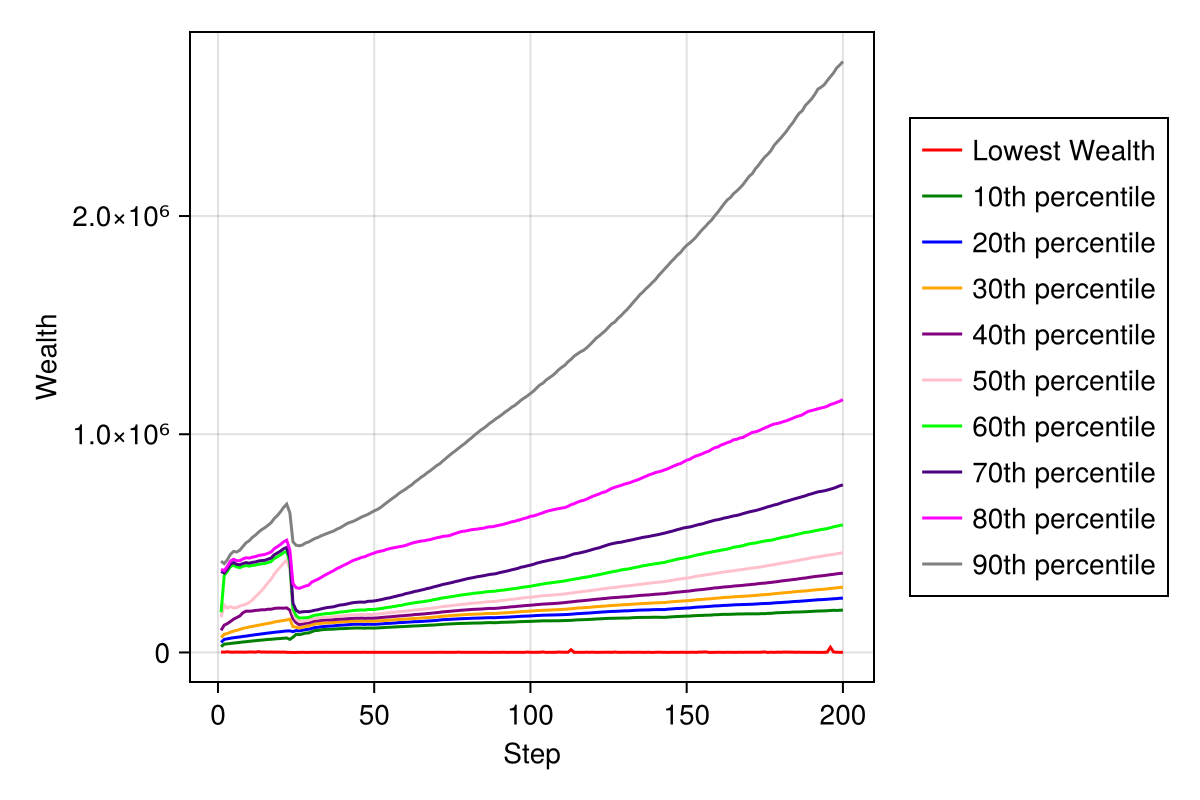 Wealth
2.0×10⁶
1.0×10⁶
0
0
50
100
150
200
Step
Lowest Wealth
10th percentile
20th percentile
30th percentile
40th percentile
50th percentile
60th percentile
70th percentile
80th percentile
90th percentile